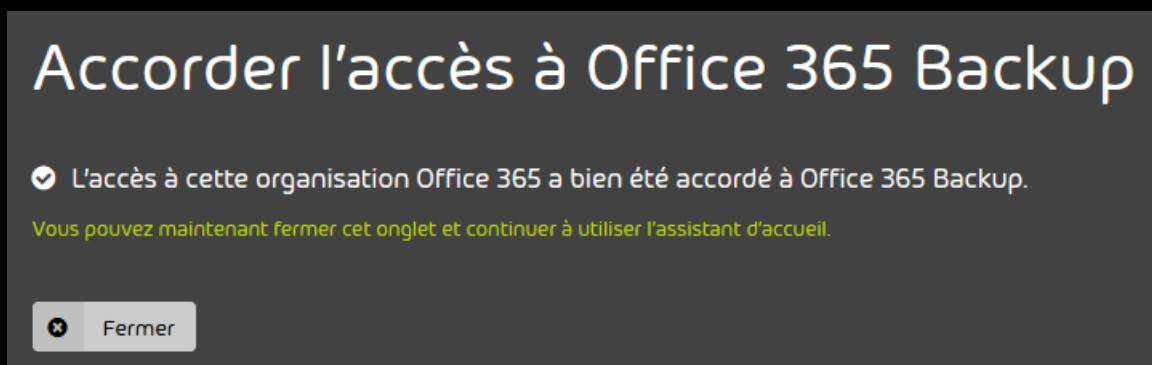 Accorder l'accès à Office 365 Backup
L'accès à cette organisation Office 365 a bien été accordé à Office 365 Backup.
Vous pouvez maintenant fermer cet onglet et continuer à utiliser l'assistant d'accueil.
Fermer